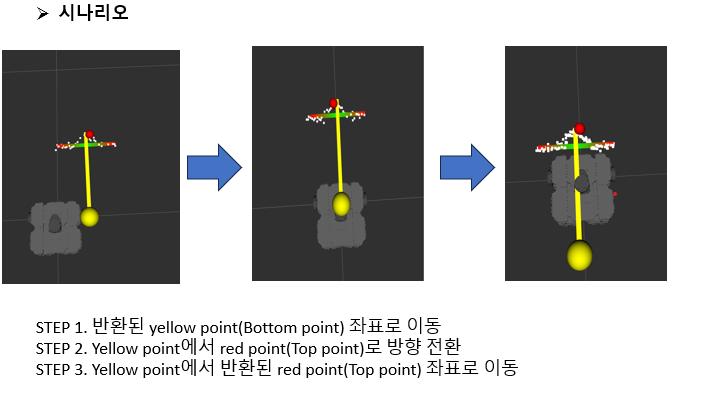 ➢ 시나리오
STEP 1. 반환된 yellow point(Bottom point) 좌표로 이동
STEP 2. Yellow point에서 red point(Top point)로 방향 전환
STEP 3. Yellow point에서 반환된 red point(Top point) 좌표로 이동